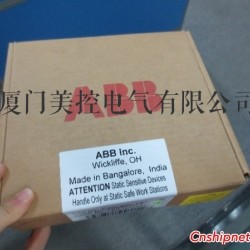 ABB
厦门美控电气有限公司
ABB Inc.
Wickliffe, OH
Made in Bangalore, India
ATTENTION Static Sensitive Devices
Handle Only at Static Safe Work Stations
Cnshipnet